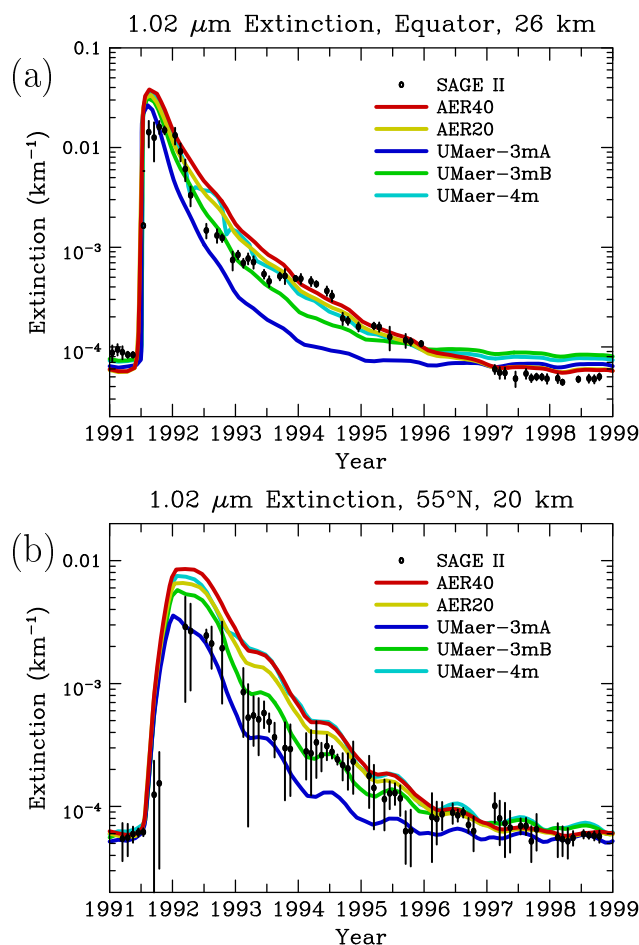 1.02 μm Extinction, Equator, 26 km
(a)
0.1
0.01
10⁻³
10⁻⁴
Extinction (km⁻¹)
SAGE II
AER40
AER20
UMaer-3mA
UMaer-3mB
UMaer-4m
1991 1992 1993 1994 1995 1996 1997 1998 1999
Year
1.02 μm Extinction, 55°N, 20 km
(b)
0.01
10⁻³
10⁻⁴
Extinction (km⁻¹)
SAGE II
AER40
AER20
UMaer-3mA
UMaer-3mB
UMaer-4m
1991 1992 1993 1994 1995 1996 1997 1998 1999
Year